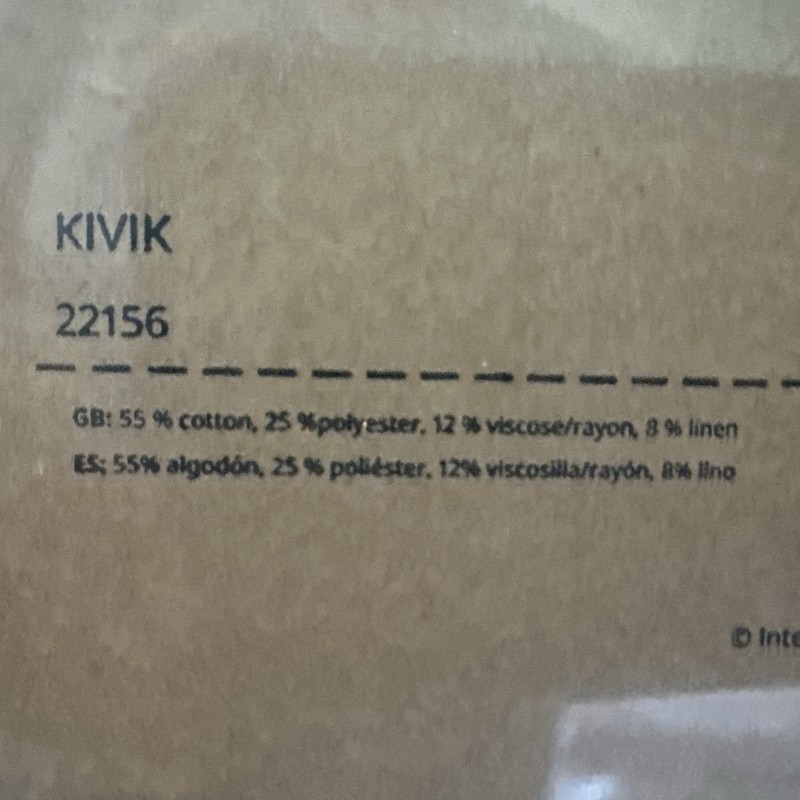 KIVIK
22156
GB: 55 % cotton, 25 %polyester, 12 % viscose/rayon, 8 % linen
ES: 55% algodón, 25 % poliéster, 12% viscosilla/rayón, 8% lino
© Inte